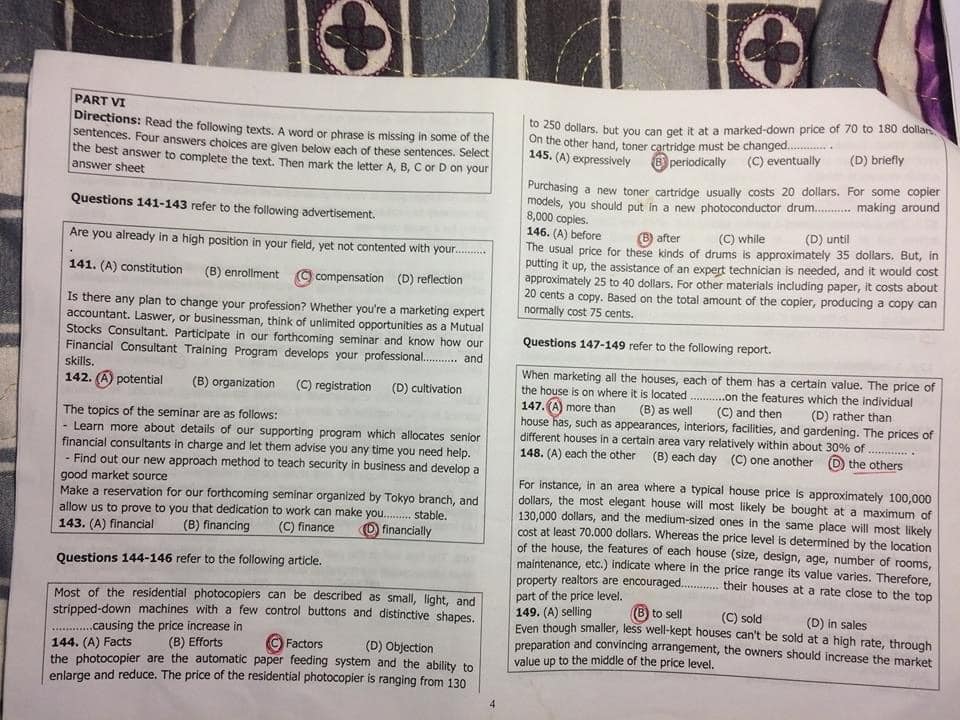 PART VI
Directions: Read the following texts. A word or phrase is missing in some of the
sentences. Four answers choices are given below each of these sentences. Select
the best answer to complete the text. Then mark the letter A, B, C or D on your
answer sheet
Questions 141-143 refer to the following advertisement.
Are you already in a high position in your field, yet not contented with your..........
.
141. (A) constitution (B) enrollment (C) compensation (D) reflection
Is there any plan to change your profession? Whether you're a marketing expert
accountant. Laswer, or businessman, think of unlimited opportunities as a Mutual
Stocks Consultant. Participate in our forthcoming seminar and know how our
Financial Consultant Training Program develops your professional........... and
skills.
142. (A) potential (B) organization (C) registration (D) cultivation
The topics of the seminar are as follows:
- Learn more about details of our supporting program which allocates senior
financial consultants in charge and let them advise you any time you need help.
- Find out our new approach method to teach security in business and develop a
good market source
Make a reservation for our forthcoming seminar organized by Tokyo branch, and
allow us to prove to you that dedication to work can make you......... stable.
143. (A) financial (B) financing (C) finance (D) financially
Questions 144-146 refer to the following article.
Most of the residential photocopiers can be described as small, light, and
stripped-down machines with a few control buttons and distinctive shapes.
............causing the price increase in
144. (A) Facts (B) Efforts (C) Factors (D) Objection
the photocopier are the automatic paper feeding system and the ability to
enlarge and reduce. The price of the residential photocopier is ranging from 130
4
to 250 dollars. but you can get it at a marked-down price of 70 to 180 dollars.
On the other hand, toner cartridge must be changed............ .
145. (A) expressively (B) periodically (C) eventually (D) briefly
Purchasing a new toner cartridge usually costs 20 dollars. For some copier
models, you should put in a new photoconductor drum........... making around
8,000 copies.
146. (A) before (B) after (C) while (D) until
The usual price for these kinds of drums is approximately 35 dollars. But, in
putting it up, the assistance of an expert technician is needed, and it would cost
approximately 25 to 40 dollars. For other materials including paper, it costs about
20 cents a copy. Based on the total amount of the copier, producing a copy can
normally cost 75 cents.
Questions 147-149 refer to the following report.
When marketing all the houses, each of them has a certain value. The price of
the house is on where it is located ...........on the features which the individual
147. (A) more than (B) as well (C) and then (D) rather than
house has, such as appearances, interiors, facilities, and gardening. The prices of
different houses in a certain area vary relatively within about 30% of ............ .
148. (A) each the other (B) each day (C) one another (D) the others
For instance, in an area where a typical house price is approximately 100,000
dollars, the most elegant house will most likely be bought at a maximum of
130,000 dollars, and the medium-sized ones in the same place will most likely
cost at least 70.000 dollars. Whereas the price level is determined by the location
of the house, the features of each house (size, design, age, number of rooms,
maintenance, etc.) indicate where in the price range its value varies. Therefore,
property realtors are encouraged............ their houses at a rate close to the top
part of the price level.
149. (A) selling (B) to sell (C) sold (D) in sales
Even though smaller, less well-kept houses can't be sold at a high rate, through
preparation and convincing arrangement, the owners should increase the market
value up to the middle of the price level.